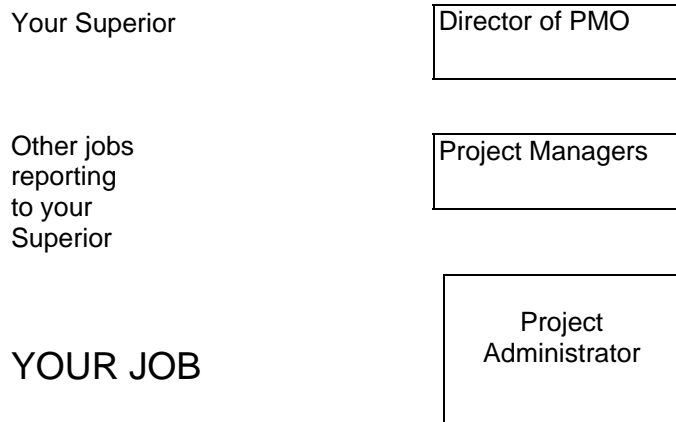 Your Superior
Director of PMO
Other jobs
reporting
to your
Superior
Project Managers
YOUR JOB
Project
Administrator